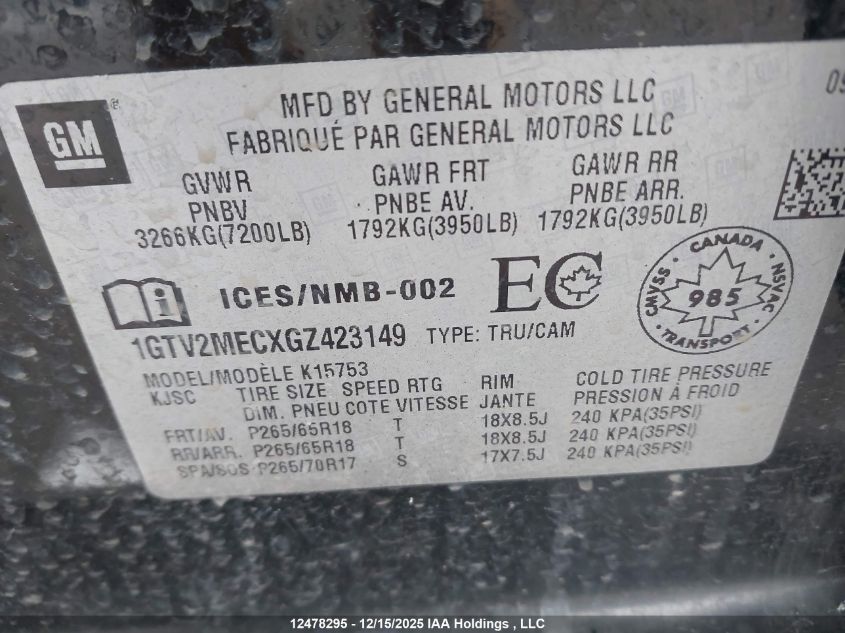 GM
MFD BY GENERAL MOTORS LLC
FABRIQUÉ PAR GENERAL MOTORS LLC
09
GVWR GAWR FRT GAWR RR
PNBV PNBE AV. PNBE ARR.
3266KG(7200LB) 1792KG(3950LB) 1792KG(3950LB)
ICES/NMB-002 EC
CANADA
CMVSS 985 NSVAC
TRANSPORT
1GTV2MECXGZ423149 TYPE: TRU/CAM
MODEL/MODÈLE K15753
KJSC TIRE SIZE SPEED RTG RIM COLD TIRE PRESSURE
DIM. PNEU COTE VITESSE JANTE PRESSION À FROID
FRT/AV. P265/65R18 T 18X8.5J 240 KPA(35PSI)
RR/ARR. P265/65R18 T 18X8.5J 240 KPA(35PSI)
SPA/SOS P265/70R17 S 17X7.5J 240 KPA(35PSI)
12478295 - 12/15/2025 IAA Holdings , LLC